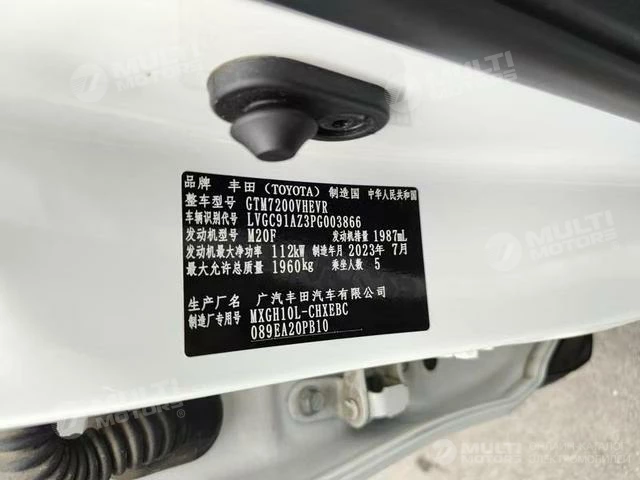 MULTI
MOTORS
MULTI
MOTORS
品牌 丰田(TOYOTA) 制造国 中华人民共和国
整车型号 GTM7200VHEVR
车辆识别代号 LVGC91AZ3PG003866
发动机型号 M20F 发动机排量 1987mL
发动机最大净功率 112kW 制造年月 2023年7月
最大允许总质量 1960kg 乘坐人数 5
生产厂名 广汽丰田汽车有限公司
制造厂专用号 MXGH10L-CHXEBC
089EA20PB10
MULTI
MOTORS
MULTI
MOTORS